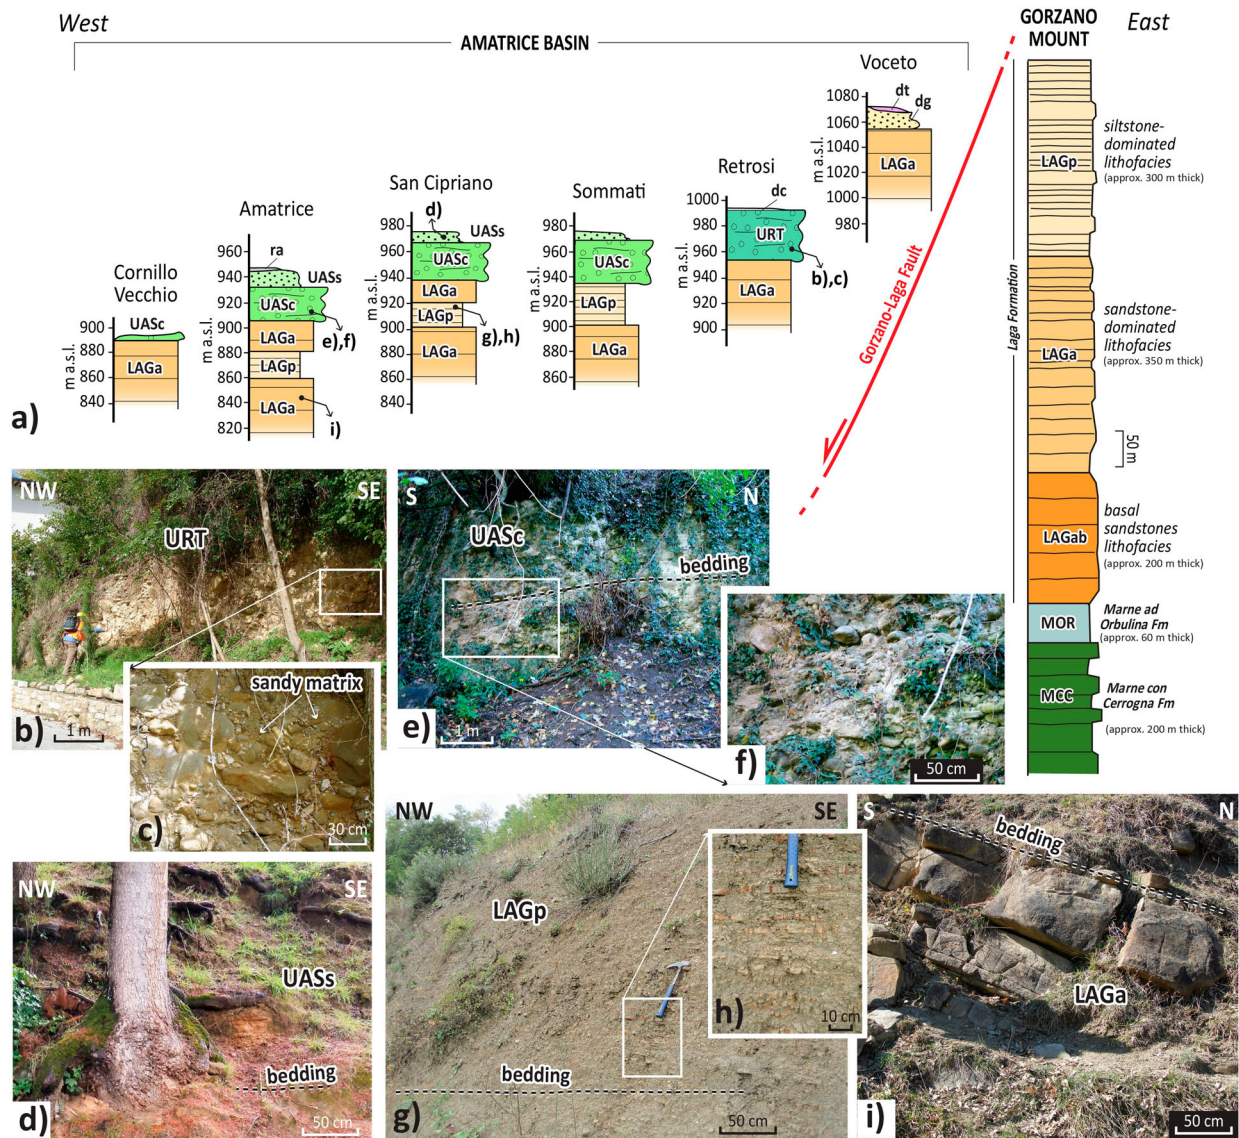 West
AMATRICE BASIN
GORZANO
MOUNT
East
Cornillo
Vecchio
m a.s.l.
900
880
860
840
UASc
LAGa
Amatrice
m a.s.l.
960
940
920
900
880
860
840
820
ra
UASs
UASc
LAGa
LAGp
LAGa
e),f)
i)
San Cipriano
m a.s.l.
980
960
940
920
900
880
860
840
d)
UASs
UASc
LAGa
LAGp
LAGa
g),h)
Sommati
m a.s.l.
980
960
940
920
900
880
860
UASc
LAGp
LAGa
Retrosi
m a.s.l.
1000
980
960
940
920
900
dc
URT
LAGa
b),c)
Voceto
m a.s.l.
1080
1060
1040
1020
1000
980
dt
dg
LAGa
Gorzano-Laga Fault
Laga Formation
LAGp
siltstone-
dominated
lithofacies
(approx. 300 m thick)
LAGa
sandstone-
dominated
lithofacies
(approx. 350 m thick)
50 m
LAGab
basal
sandstones
lithofacies
(approx. 200 m thick)
MOR
Marne ad
Orbulina Fm
(approx. 60 m thick)
MCC
Marne con
Cerrogna Fm
(approx. 200 m thick)
a)
NW
SE
URT
b)
1 m
sandy matrix
c)
30 cm
NW
SE
UASs
bedding
d)
50 cm
S
N
UASc
bedding
e)
1 m
f)
50 cm
NW
SE
LAGp
bedding
g)
50 cm
h)
10 cm
S
N
bedding
LAGa
i)
50 cm